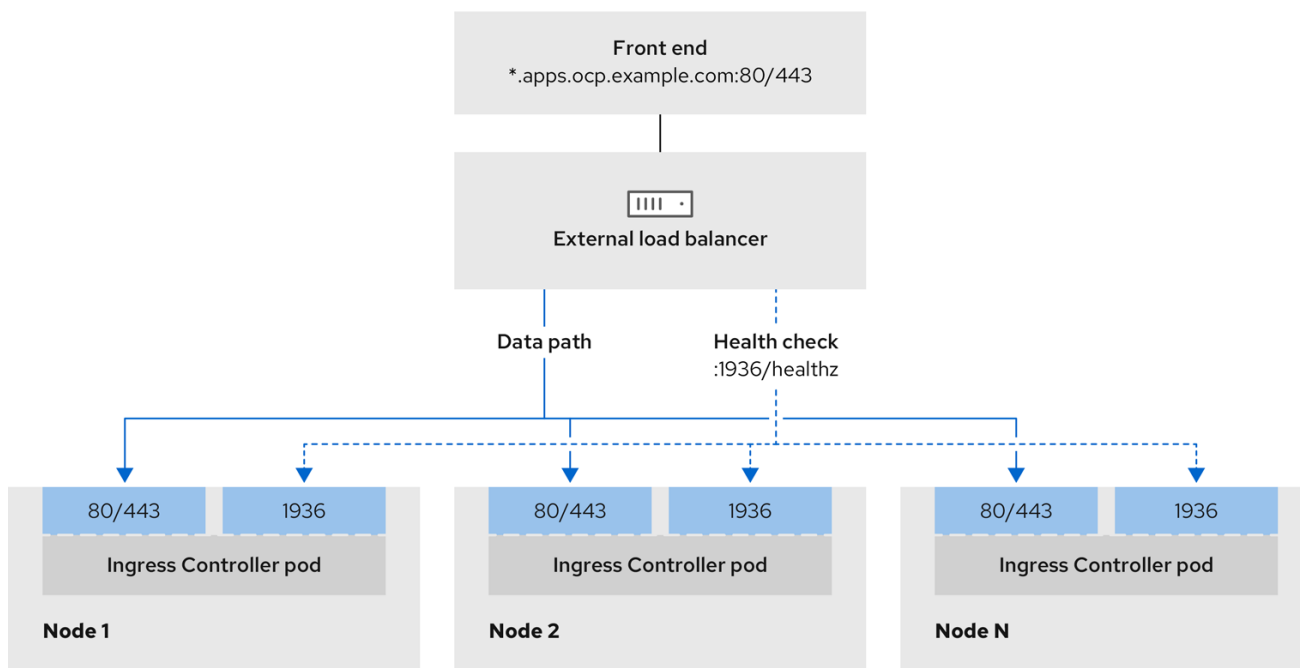 Front end
*.apps.ocp.example.com:80/443
External load balancer
Data path
Health check
:1936/healthz
80/443
1936
80/443
1936
80/443
1936
Ingress Controller pod
Ingress Controller pod
Ingress Controller pod
Node 1
Node 2
Node N